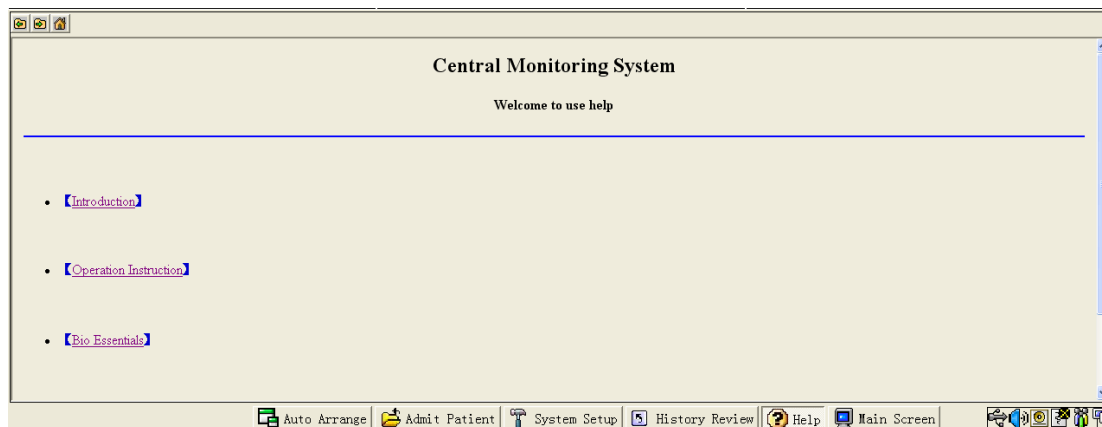 Central Monitoring System
Welcome to use help
• 【Introduction】
• 【Operation Instruction】
• 【Bio Essentials】
Auto Arrange Admit Patient System Setup History Review Help Main Screen